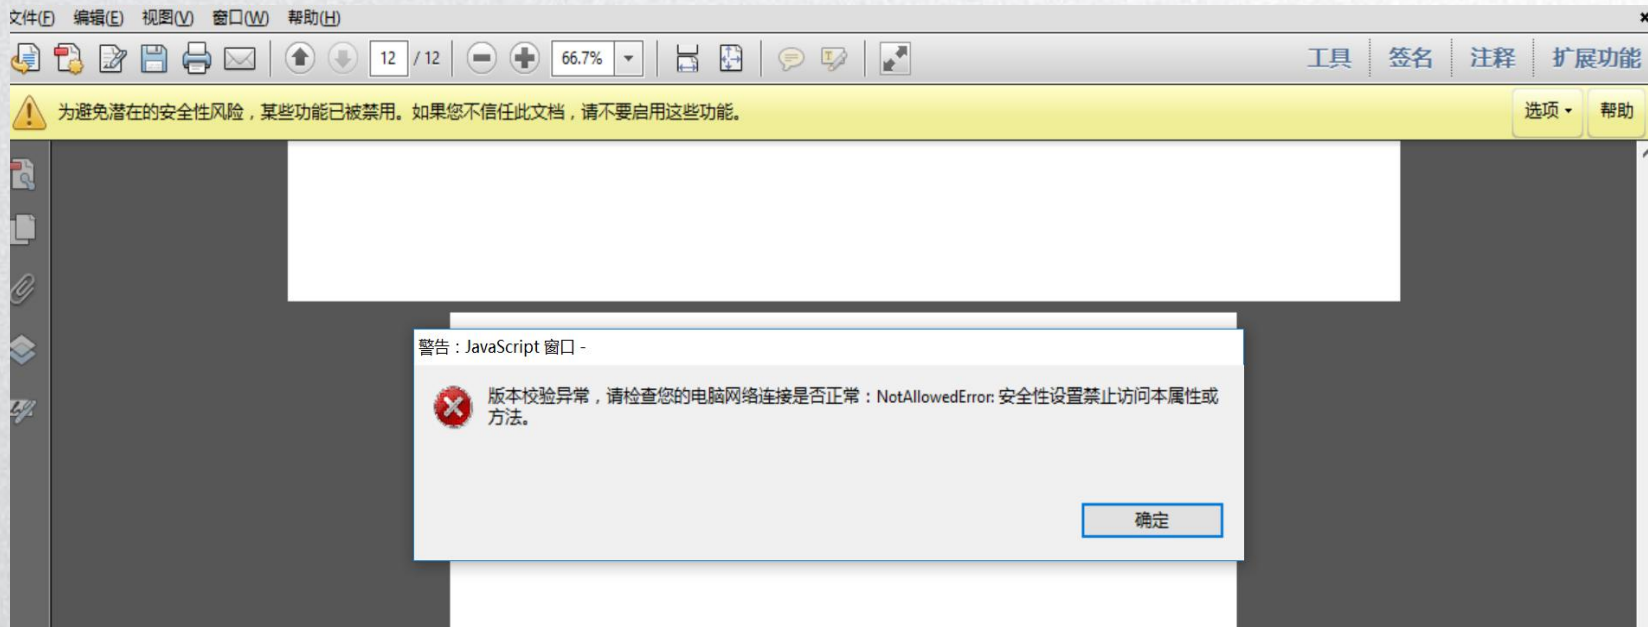 文件(F) 编辑(E) 视图(V) 窗口(W) 帮助(H)
12 / 12 66.7% 工具 签名 注释 扩展功能
为避免潜在的安全性风险，某些功能已被禁用。如果您不信任此文档，请不要启用这些功能。 选项 帮助
警告：JavaScript 窗口 -
版本校验异常，请检查您的电脑网络连接是否正常：NotAllowedError: 安全性设置禁止访问本属性或
方法。
确定